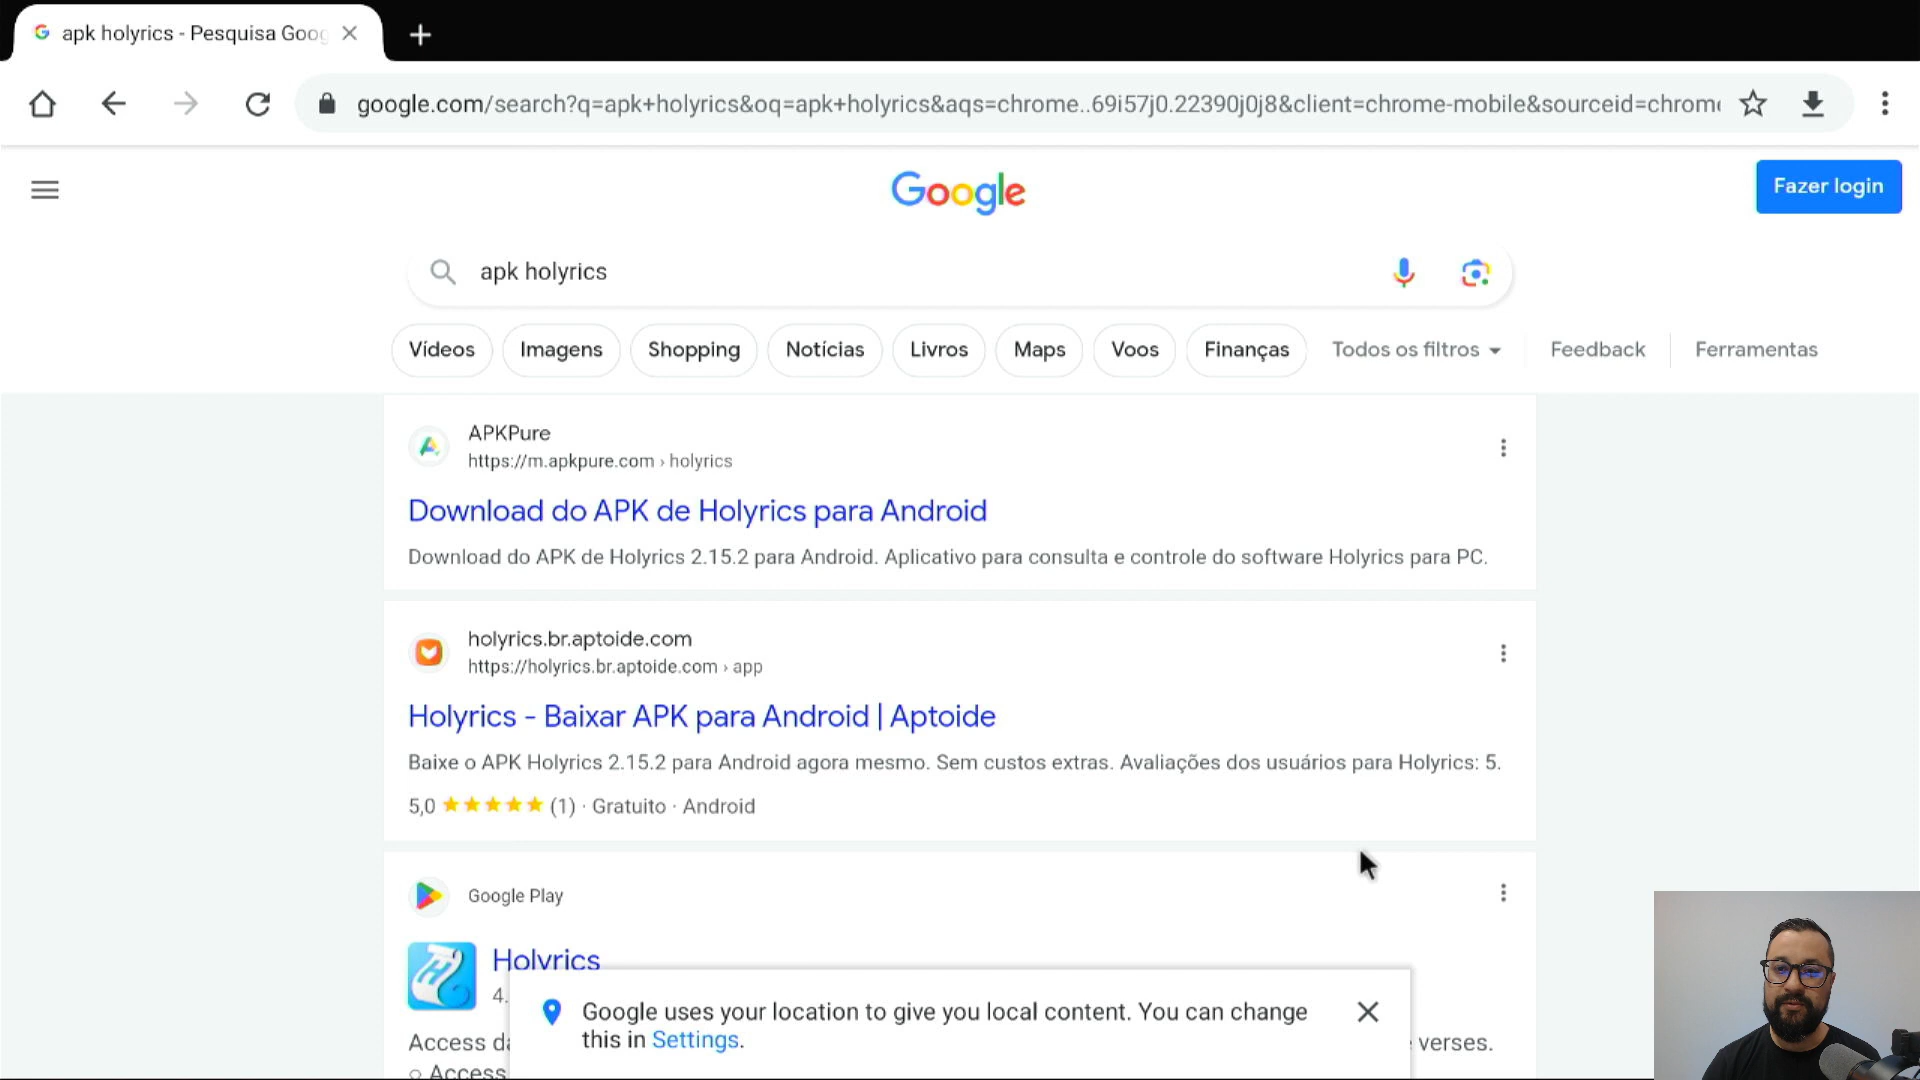 apk holyrics - Pesquisa Goog
google.com/search?q=apk+holyrics&oq=apk+holyrics&aqs=chrome..69i57j0.22390j0j8&client=chrome-mobile&sourceid=chrom
Google
Fazer login
apk holyrics
Vídeos
Imagens
Shopping
Notícias
Livros
Maps
Voos
Finanças
Todos os filtros
Feedback
Ferramentas
APKPure
https://m.apkpure.com › holyrics
Download do APK de Holyrics para Android
Download do APK de Holyrics 2.15.2 para Android. Aplicativo para consulta e controle do software Holyrics para PC.
holyrics.br.aptoide.com
https://holyrics.br.aptoide.com › app
Holyrics - Baixar APK para Android | Aptoide
Baixe o APK Holyrics 2.15.2 para Android agora mesmo. Sem custos extras. Avaliações dos usuários para Holyrics: 5.
5,0 ★★★★★ (1) · Gratuito · Android
Google Play
Holyrics
4.
Google uses your location to give you local content. You can change
this in Settings.
Access
verses.
○ Access